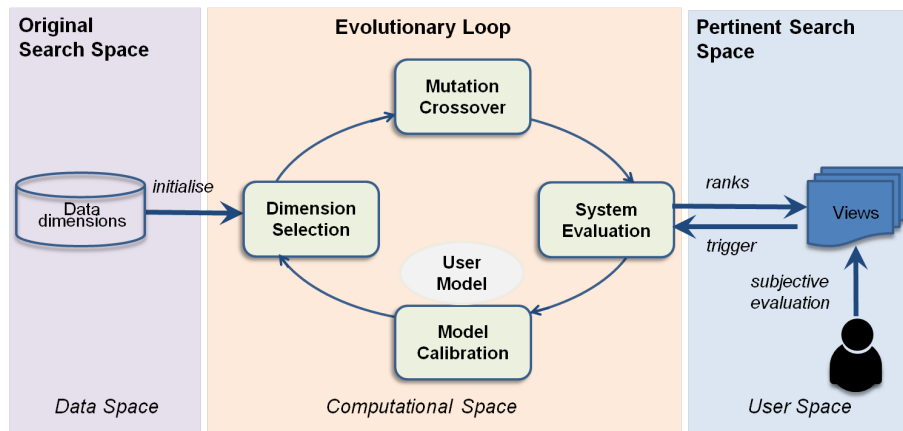 Original
Search Space
Evolutionary Loop
Pertinent Search
Space
Mutation
Crossover
initialise
Data
dimensions
Dimension
Selection
System
Evaluation
ranks
Views
trigger
User
Model
subjective
evaluation
Model
Calibration
Data Space
Computational Space
User Space